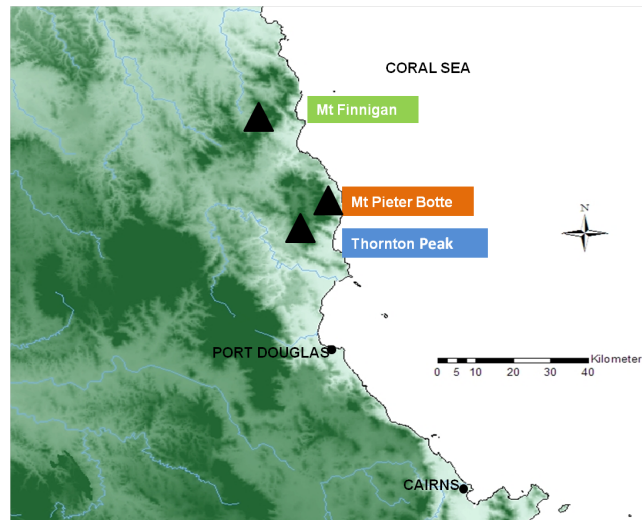 CORAL SEA
Mt Finnigan
Mt Pieter Botte
N
Thornton Peak
PORT DOUGLAS
Kilometer
0 5 10 20 30 40
CAIRNS